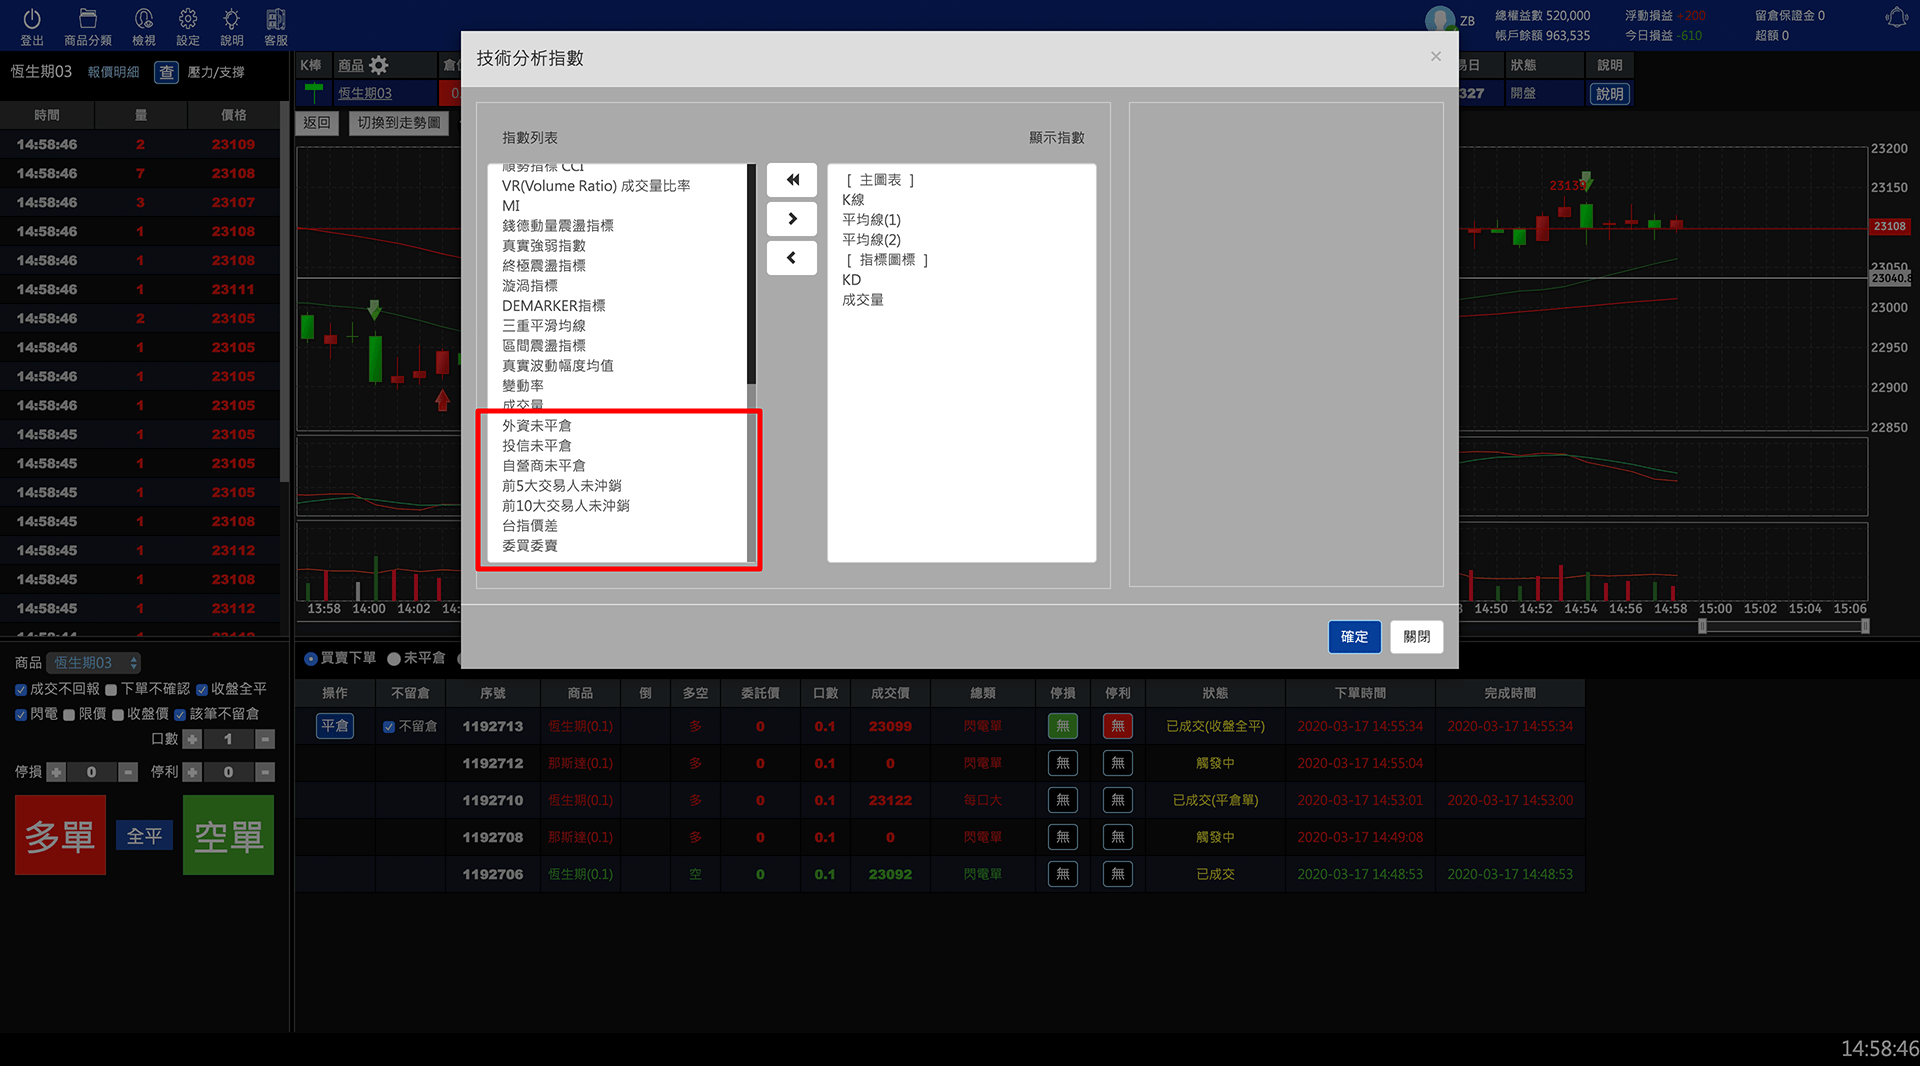 登出
商品分類
檢視
設定
說明
客服
ZB
總權益數 520,000
帳戶餘額 963,535
浮動損益 +200
今日損益 -610
留倉保證金 0
超額 0
恆生期03 報價明細 查 壓力/支撐
時間 量 價格
14:58:46 2 23109
14:58:46 7 23108
14:58:46 3 23107
14:58:46 1 23108
14:58:46 1 23108
14:58:46 1 23111
14:58:46 2 23105
14:58:46 1 23105
14:58:46 1 23105
14:58:46 1 23105
14:58:45 1 23105
14:58:45 1 23105
14:58:45 1 23105
14:58:45 1 23108
14:58:45 1 23112
14:58:45 1 23108
14:58:45 1 23112
K棒 商品 倉
恆生期03 0
返回 切換到走勢圖
易日 狀態 說明
327 開盤 說明
技術分析指數
×
指數列表
順勢指標 CCI
VR(Volume Ratio) 成交量比率
MI
錢德動量震盪指標
真實強弱指數
終極震盪指標
漩渦指標
DEMARKER指標
三重平滑均線
區間震盪指標
真實波動幅度均值
變動率
成交量
外資未平倉
投信未平倉
自營商未平倉
前5大交易人未沖銷
前10大交易人未沖銷
台指價差
委買委賣
顯示指數
[ 主圖表 ]
K線
平均線(1)
平均線(2)
[ 指標圖標 ]
KD
成交量
確定 關閉
23200
23150
23108
23050
23040.8
23000
22950
22900
22850
13:58 14:00 14:02
14:50 14:52 14:54 14:56 14:58 15:00 15:02 15:04 15:06
商品 恆生期03
成交不回報 下單不確認 收盤全平
閃電 限價 收盤價 該筆不留倉
口數 + 1 -
停損 + 0 - 停利 + 0 -
多單 全平 空單
買賣下單 未平倉
操作 不留倉 序號 商品 倒 多空 委託價 口數 成交價 總類 停損 停利 狀態 下單時間 完成時間
平倉 不留倉 1192713 恆生期(0.1) 多 0 0.1 23099 閃電單 無 無 已成交(收盤全平) 2020-03-17 14:55:34 2020-03-17 14:55:34
1192712 那斯達(0.1) 多 0 0.1 0 閃電單 無 無 觸發中 2020-03-17 14:55:04
1192710 恆生期(0.1) 多 0 0.1 23122 每口大 無 無 已成交(平倉單) 2020-03-17 14:53:01 2020-03-17 14:53:00
1192708 那斯達(0.1) 多 0 0.1 0 閃電單 無 無 觸發中 2020-03-17 14:49:08
1192706 恆生期(0.1) 空 0 0.1 23092 閃電單 無 無 已成交 2020-03-17 14:48:53 2020-03-17 14:48:53
14:58:46